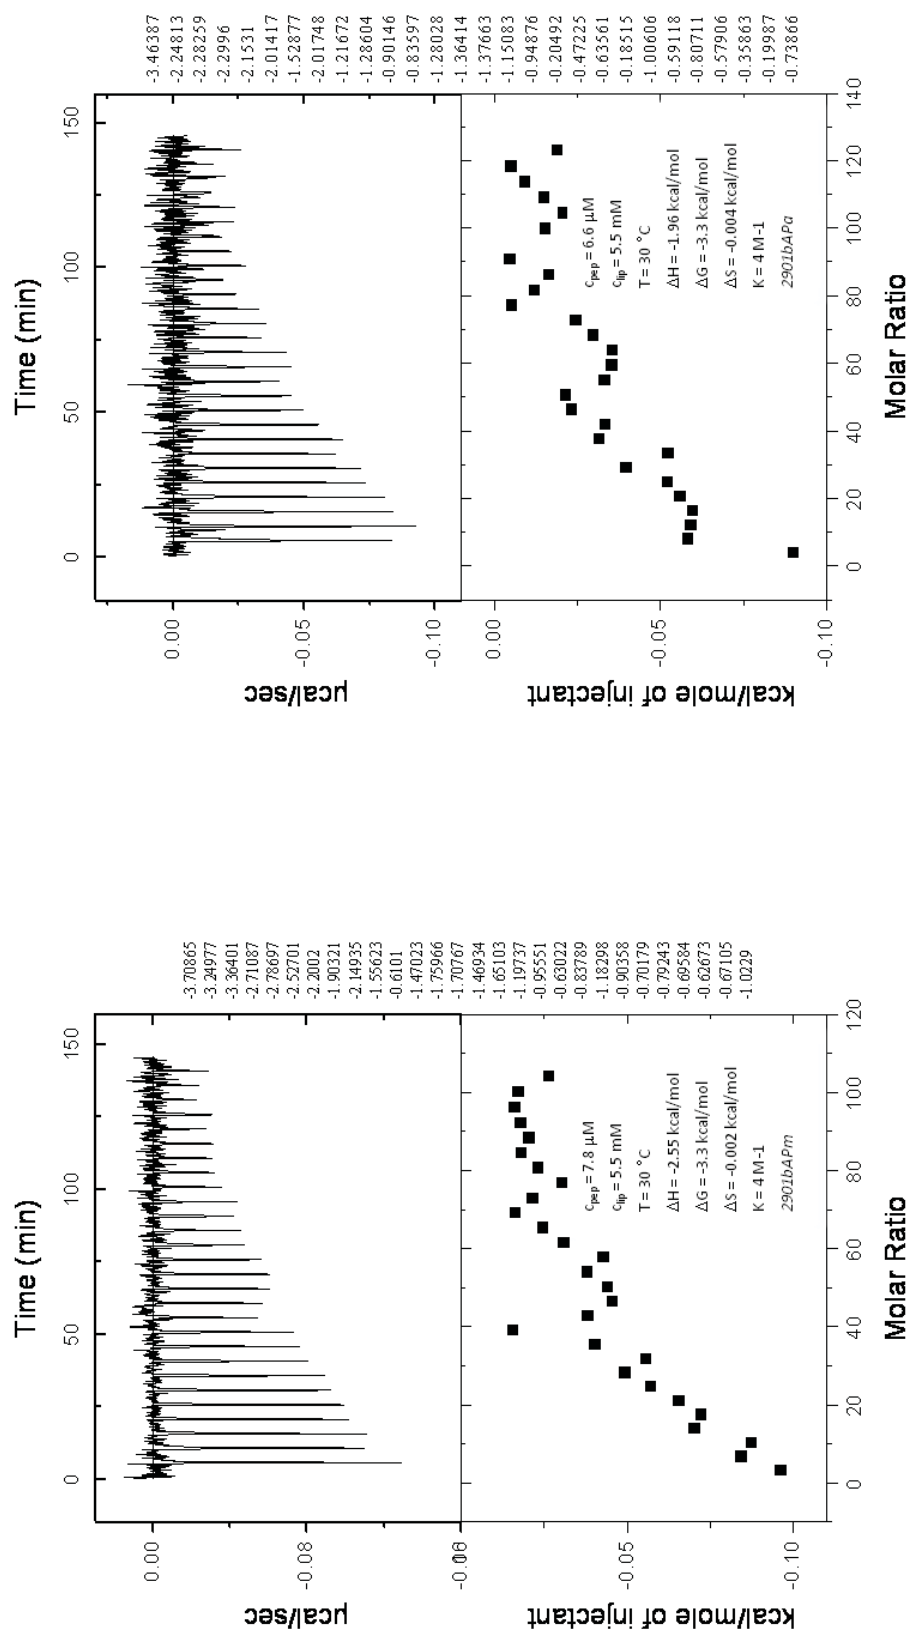 Time (min)
0 50 100 150
0.00
-0.08
µcal/sec
-0.05
-0.10
kcal/mole of injectant
c_pep = 7.8 µM
c_lip = 5.5 mM
T = 30 °C
ΔH = -2.55 kcal/mol
ΔG = -3.3 kcal/mol
ΔS = -0.002 kcal/mol
K = 4 M-1
2901bAPm
0 20 40 60 80 100 120
Molar Ratio
-3.70865
-3.24977
-3.36401
-2.71087
-2.78697
-2.52701
-2.2002
-1.90321
-2.14935
-1.55623
-0.6101
-1.47023
-1.75966
-1.70767
-1.46934
-1.65103
-1.19737
-0.95551
-0.63022
-0.83789
-1.18298
-0.90358
-0.70179
-0.79243
-0.69584
-0.62673
-0.67105
-1.0229
Time (min)
0 50 100 150
0.00
-0.05
-0.10
µcal/sec
0.00
-0.05
-0.10
kcal/mole of injectant
c_pep = 6.6 µM
c_lip = 5.5 mM
T = 30 °C
ΔH = -1.96 kcal/mol
ΔG = -3.3 kcal/mol
ΔS = -0.004 kcal/mol
K = 4 M-1
2901bAPa
0 20 40 60 80 100 120 140
Molar Ratio
-3.46387
-2.24813
-2.28259
-2.2996
-2.1531
-2.01417
-1.52877
-2.01748
-1.21672
-1.28604
-0.90146
-0.83597
-1.28028
-1.36414
-1.37663
-1.15083
-0.94876
-0.20492
-0.47225
-0.63561
-0.18515
-1.00606
-0.59118
-0.80711
-0.57906
-0.35863
-0.19987
-0.73866